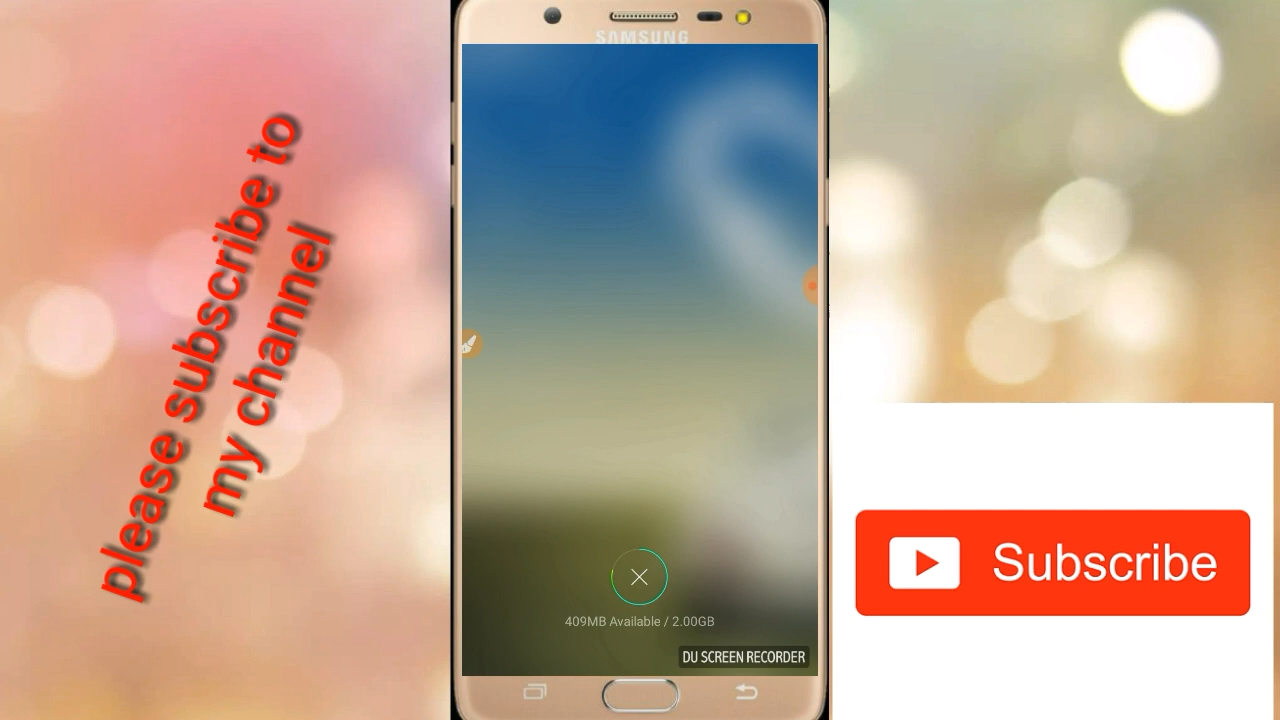 please subscribe to
my channel
SAMSUNG
409MB Available / 2.00GB
DU SCREEN RECORDER
Subscribe